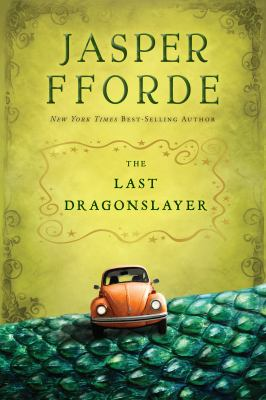 JASPER
FFORDE
New York Times Best-Selling Author
THE
LAST
DRAGONSLAYER